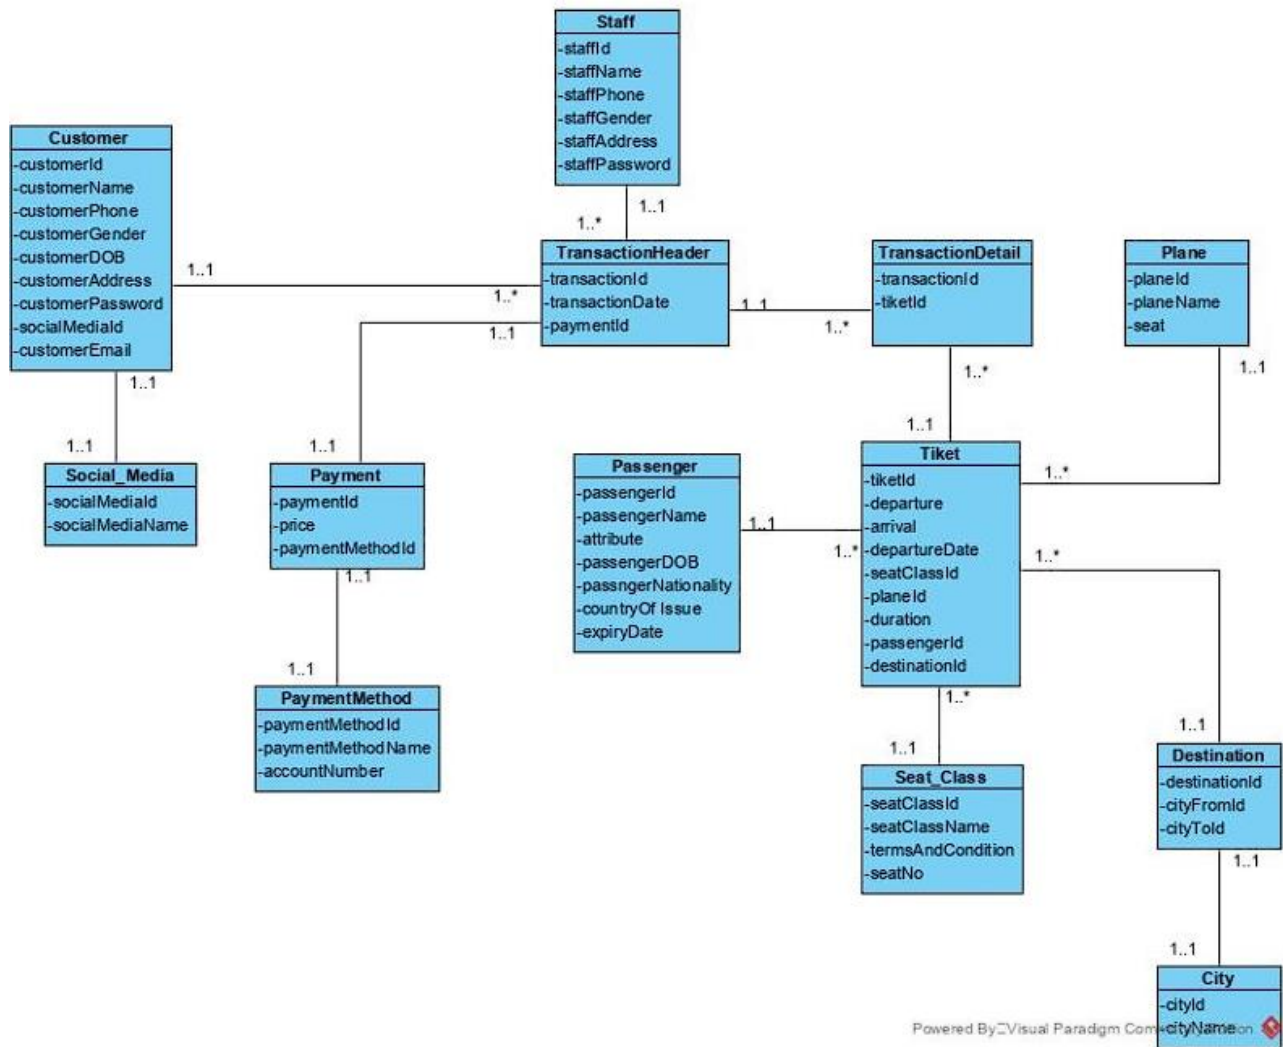 Staff
-staffId
-staffName
-staffPhone
-staffGender
-staffAddress
-staffPassword
1..1
1..*
Customer
-customerId
-customerName
-customerPhone
-customerGender
-customerDOB
-customerAddress
-customerPassword
-socialMediaId
-customerEmail
1..1
1..*
1..1
1..1
1..1
TransactionHeader
-transactionId
-transactionDate
-paymentId
1..1
1..*
TransactionDetail
-transactionId
-tiketId
1..*
1..1
Plane
-planeId
-planeName
-seat
1..1
1..*
Social_Media
-socialMediaId
-socialMediaName
1..1
Payment
-paymentId
-price
-paymentMethodId
1..1
1..1
PaymentMethod
-paymentMethodId
-paymentMethodName
-accountNumber
Passenger
-passengerId
-passengerName
-attribute
-passengerDOB
-passngerNationality
-countryOf Issue
-expiryDate
1..1
1..*
Tiket
-tiketId
-departure
-arrival
-departureDate
-seatClassId
-planeId
-duration
-passengerId
-destinationId
1..*
1..*
1..1
1..1
Seat_Class
-seatClassId
-seatClassName
-termsAndCondition
-seatNo
Destination
-destinationId
-cityFromId
-cityToId
1..1
1..1
City
-cityId
-cityName
Powered By Visual Paradigm Community Edition